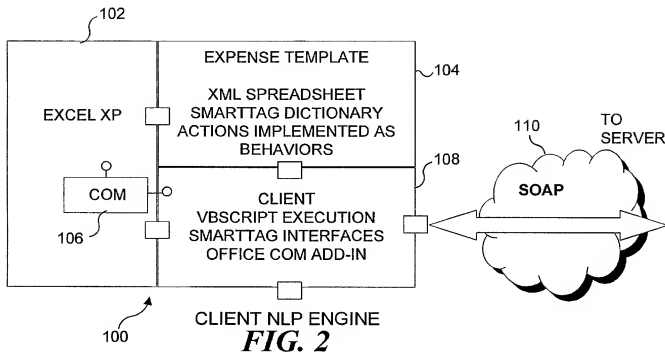 102
EXPENSE TEMPLATE
104
XML SPREADSHEET
SMARTTAG DICTIONARY
ACTIONS IMPLEMENTED AS
BEHAVIORS
EXCEL XP
COM
106
108
CLIENT
VBSCRIPT EXECUTION
SMARTTAG INTERFACES
OFFICE COM ADD-IN
110
TO
SERVER
SOAP
100
CLIENT NLP ENGINE
FIG. 2